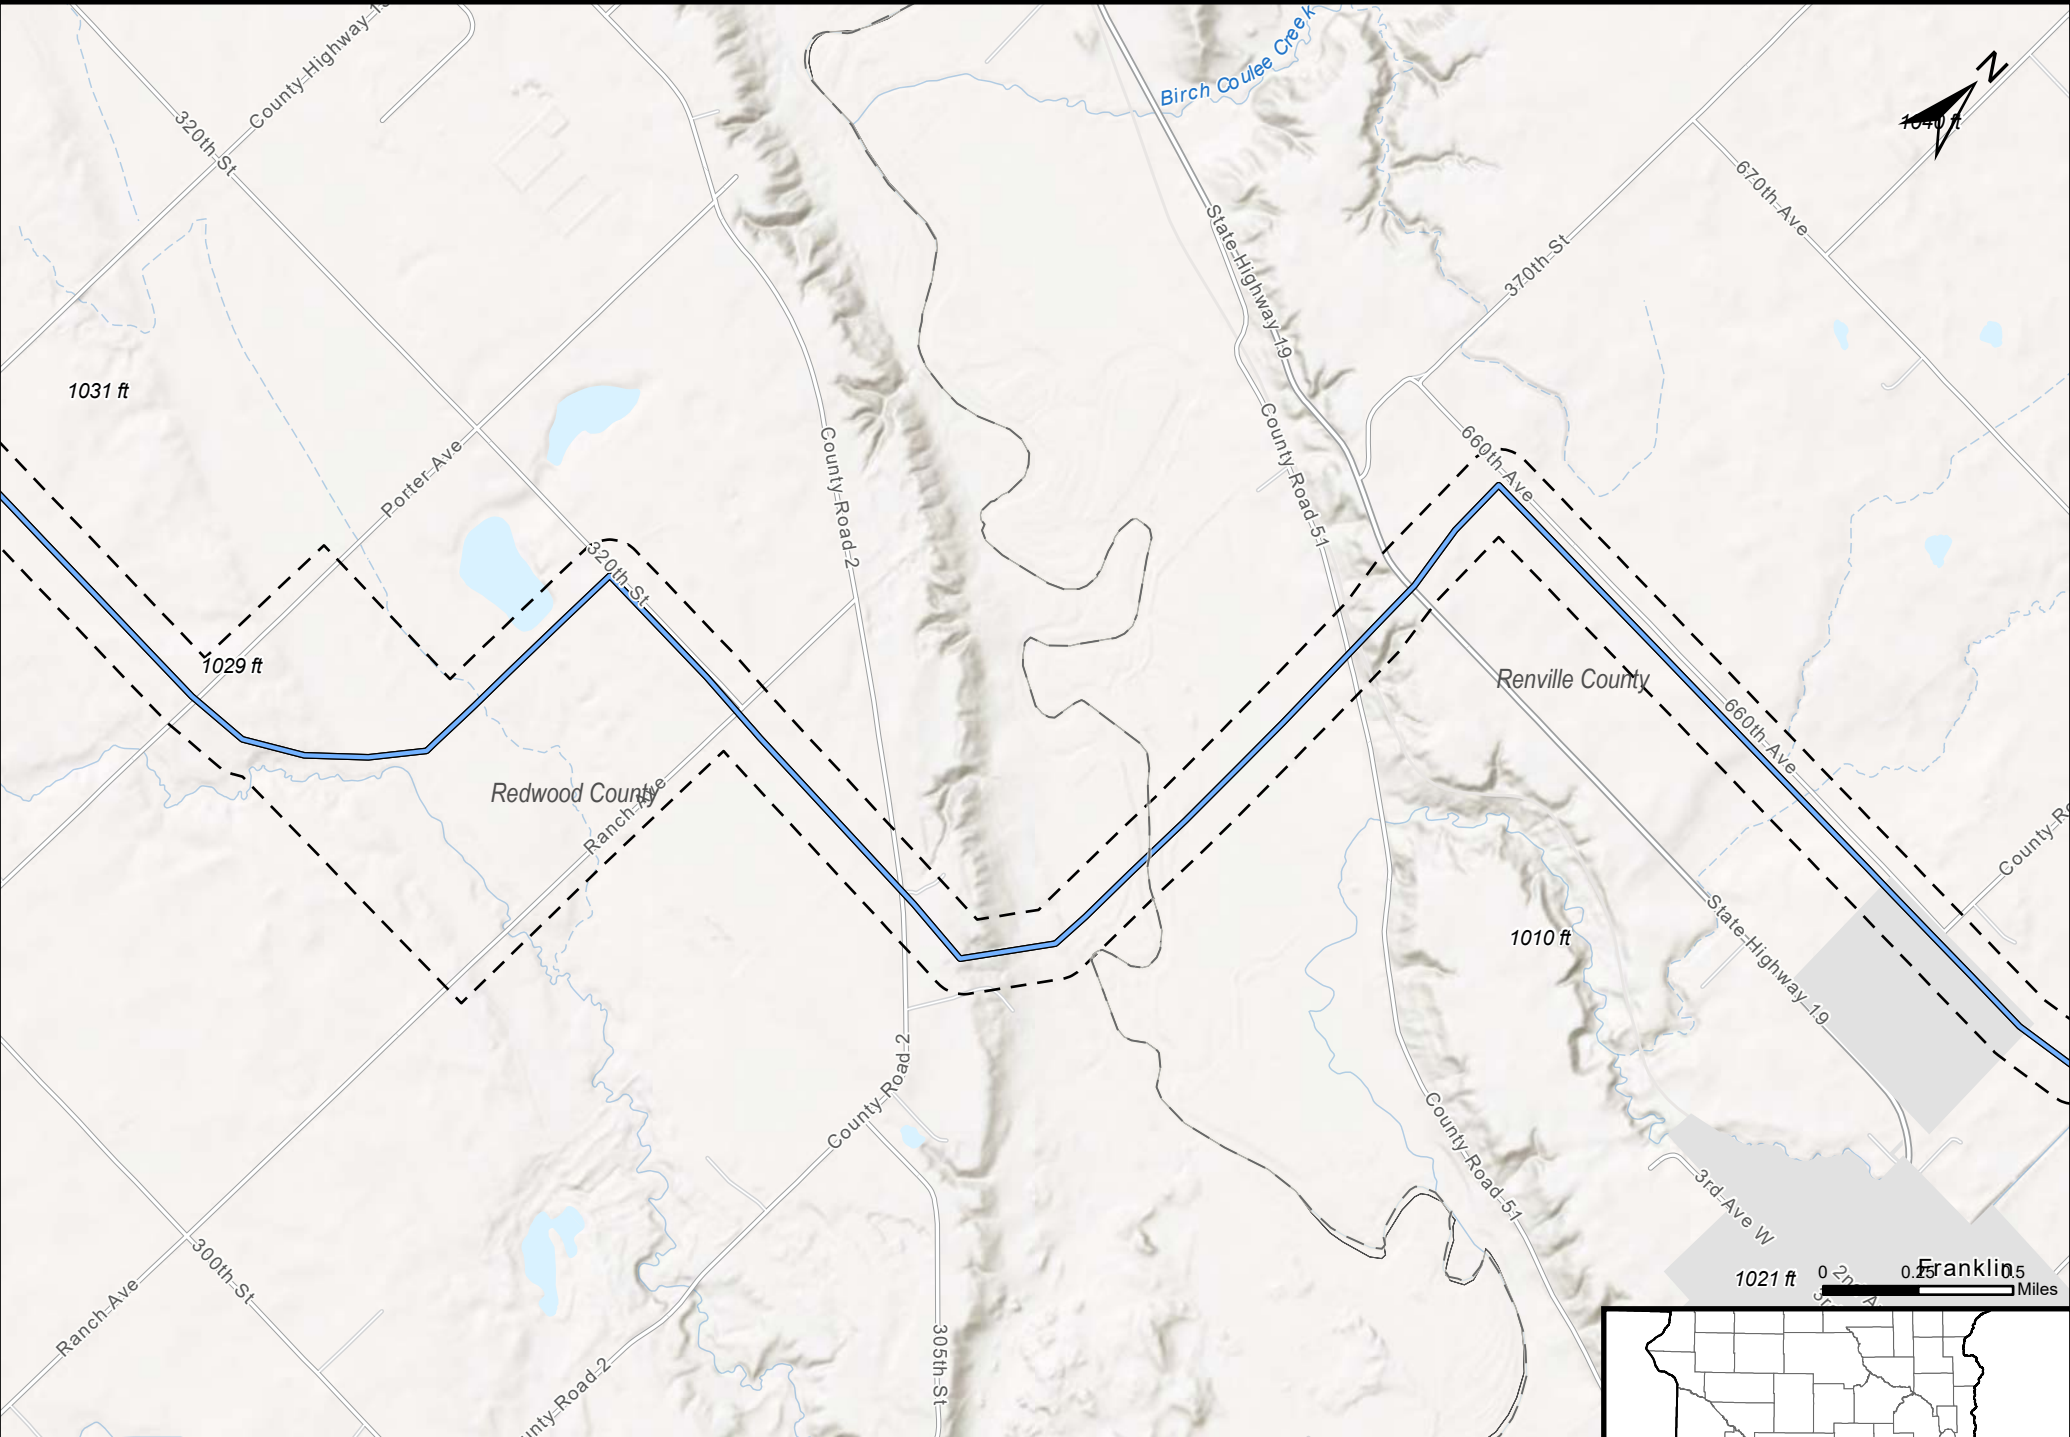 County Highway 1
Birch Coulee Creek
N
1040 ft
320th St
670th Ave
State Highway 19
370th St
1031 ft
Porter Ave
County Road 2
County Road 51
660th Ave
320th St
1029 ft
Renville County
Redwood County
Ranch Ave
660th Ave
County R
State Highway 19
1010 ft
County Road 2
County Road 51
3rd Ave W
300th St
Ranch Ave
1021 ft
Franklin
0 0.25 0.5
Miles
305th St
unty Road 2